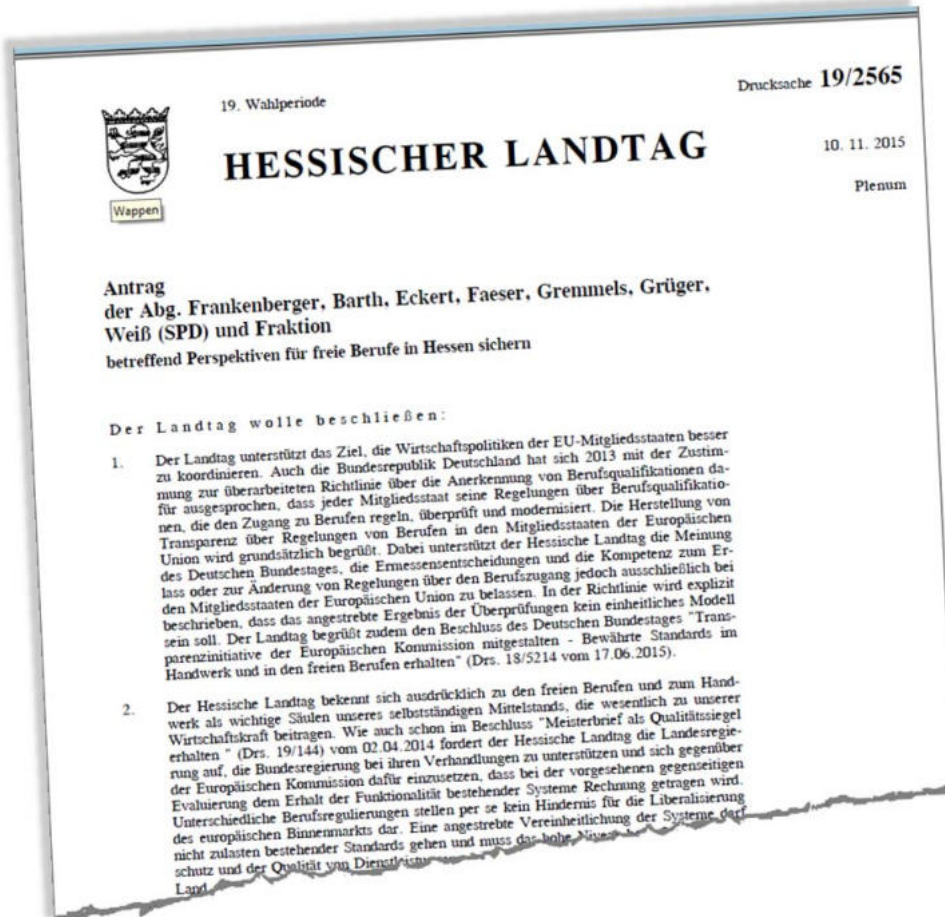 19. Wahlperiode
Drucksache 19/2565
HESSISCHER LANDTAG
10. 11. 2015
Plenum
Wappen
Antrag
der Abg. Frankenberger, Barth, Eckert, Faeser, Gremmels, Grüger,
Weiß (SPD) und Fraktion
betreffend Perspektiven für freie Berufe in Hessen sichern
Der Landtag wolle beschließen:
1. Der Landtag unterstützt das Ziel, die Wirtschaftspolitiken der EU-Mitgliedsstaaten besser
zu koordinieren. Auch die Bundesrepublik Deutschland hat sich 2013 mit der Zustim-
mung zur überarbeiteten Richtlinie über die Anerkennung von Berufsqualifikationen da-
für ausgesprochen, dass jeder Mitgliedsstaat seine Regelungen über Berufsqualifikatio-
nen, die den Zugang zu Berufen regeln, überprüft und modernisiert. Die Herstellung von
Transparenz über Regelungen von Berufen in den Mitgliedsstaaten der Europäischen
Union wird grundsätzlich begrüßt. Dabei unterstützt der Hessische Landtag die Meinung
des Deutschen Bundestages, die Ermessensentscheidungen und die Kompetenz zum Er-
lass oder zur Änderung von Regelungen über den Berufszugang jedoch ausschließlich bei
den Mitgliedsstaaten der Europäischen Union zu belassen. In der Richtlinie wird explizit
beschrieben, dass das angestrebte Ergebnis der Überprüfungen kein einheitliches Modell
sein soll. Der Landtag begrüßt zudem den Beschluss des Deutschen Bundestages "Trans-
parenzinitiative der Europäischen Kommission mitgestalten - Bewährte Standards im
Handwerk und in den freien Berufen erhalten" (Drs. 18/5214 vom 17.06.2015).
2. Der Hessische Landtag bekennt sich ausdrücklich zu den freien Berufen und zum Hand-
werk als wichtige Säulen unseres selbstständigen Mittelstands, die wesentlich zu unserer
Wirtschaftskraft beitragen. Wie auch schon im Beschluss "Meisterbrief als Qualitätssiegel
erhalten " (Drs. 19/144) vom 02.04.2014 fordert der Hessische Landtag die Landesregie-
rung auf, die Bundesregierung bei ihren Verhandlungen zu unterstützen und sich gegenüber
der Europäischen Kommission dafür einzusetzen, dass bei der vorgesehenen gegenseitigen
Evaluierung dem Erhalt der Funktionalität bestehender Systeme Rechnung getragen wird.
Unterschiedliche Berufsregulierungen stellen per se kein Hindernis für die Liberalisierung
des europäischen Binnenmarkts dar. Eine angestrebte Vereinheitlichung der Systeme darf
nicht zulasten bestehender Standards gehen und muss das hohe
schutz und der Qualität von
Land